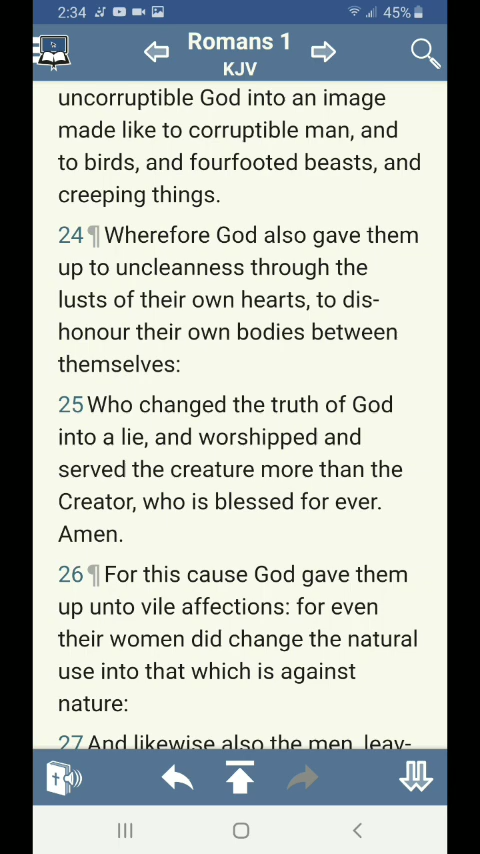 2:34
45%
Romans 1
KJV
uncorruptible God into an image
made like to corruptible man, and
to birds, and fourfooted beasts, and
creeping things.
24 ¶ Wherefore God also gave them
up to uncleanness through the
lusts of their own hearts, to dis-
honour their own bodies between
themselves:
25 Who changed the truth of God
into a lie, and worshipped and
served the creature more than the
Creator, who is blessed for ever.
Amen.
26 ¶ For this cause God gave them
up unto vile affections: for even
their women did change the natural
use into that which is against
nature:
27 And likewise also the men, leav-